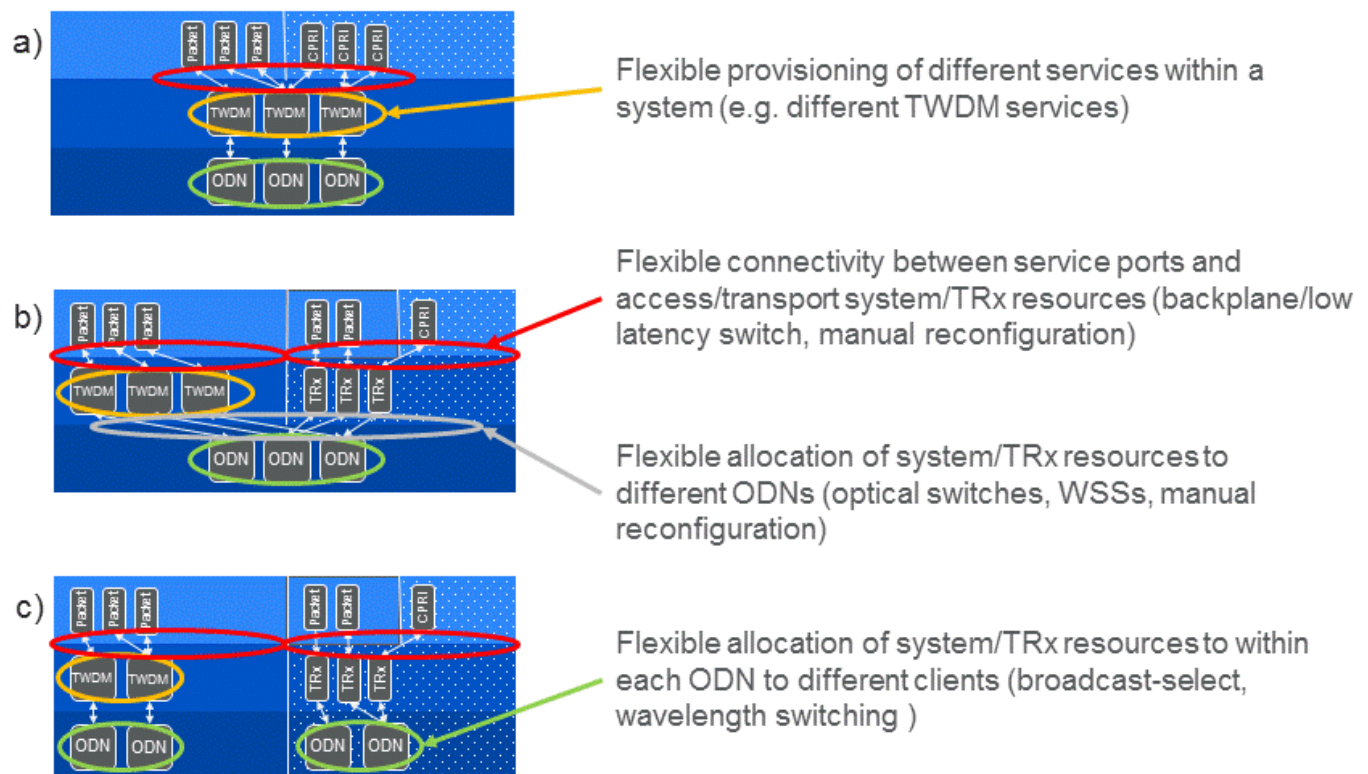 a)
Packet Packet Packet CPRI CPRI CPRI
TWDM TWDM TWDM
ODN ODN ODN
Flexible provisioning of different services within a
system (e.g. different TWDM services)
b)
Packet Packet Packet Packet Packet CPRI
TWDM TWDM TWDM TRx TRx TRx
ODN ODN ODN
Flexible connectivity between service ports and
access/transport system/TRx resources (backplane/low
latency switch, manual reconfiguration)
Flexible allocation of system/TRx resources to
different ODNs (optical switches, WSSs, manual
reconfiguration)
c)
Packet Packet Packet Packet Packet CPRI
TWDM TWDM TRx TRx TRx
ODN ODN ODN ODN
Flexible allocation of system/TRx resources to within
each ODN to different clients (broadcast-select,
wavelength switching )